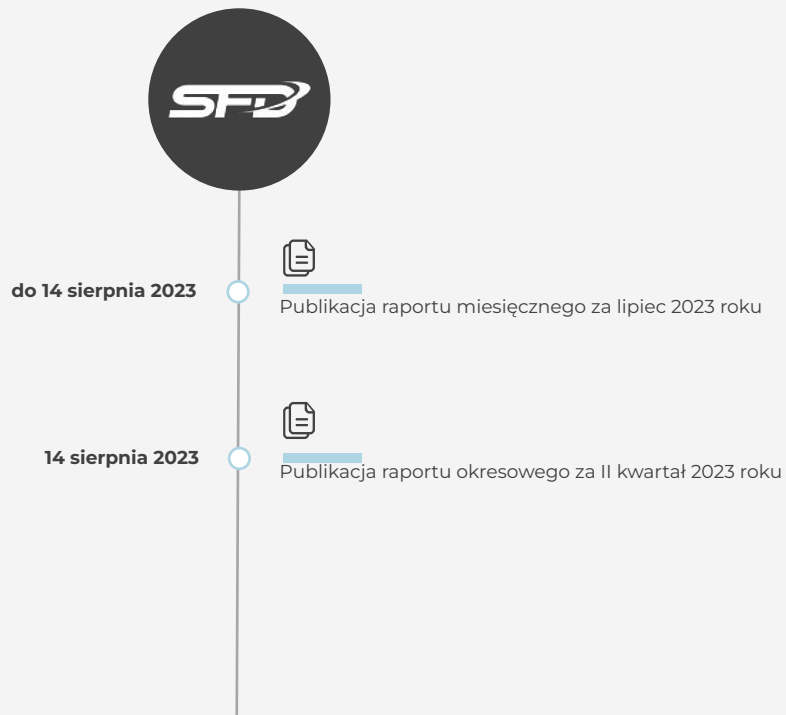 SFD
do 14 sierpnia 2023
Publikacja raportu miesięcznego za lipiec 2023 roku
14 sierpnia 2023
Publikacja raportu okresowego za II kwartał 2023 roku